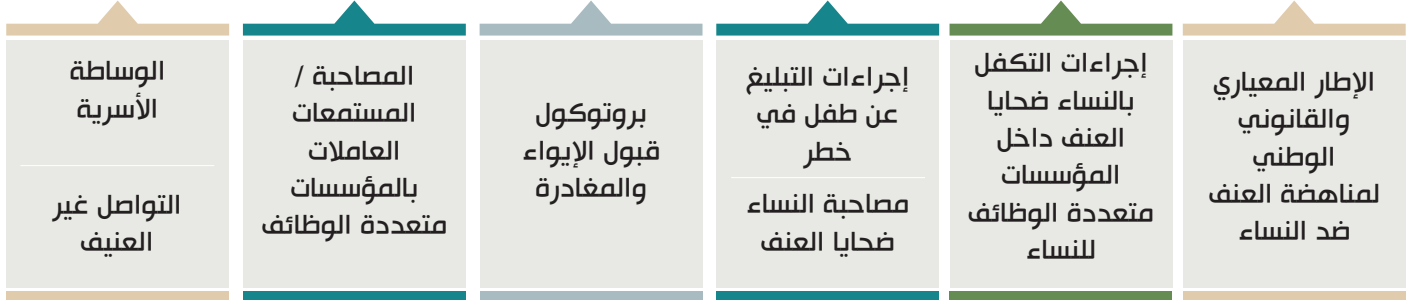 الإطار المعياري
والقانوني
الوطني
لمناهضة العنف
ضد النساء
إجراءات التكفل
بالنساء ضحايا
العنف داخل
المؤسسات
متعددة الوظائف
للنساء
إجراءات التبليغ
عن طفل في
خطر
مصاحبة النساء
ضحايا العنف
بروتوكول
قبول الإيواء
والمغادرة
المصاحبة /
المستمعات
العاملات
بالمؤسسات
متعددة الوظائف
الوساطة
الأسرية
التواصل غير
العنيف